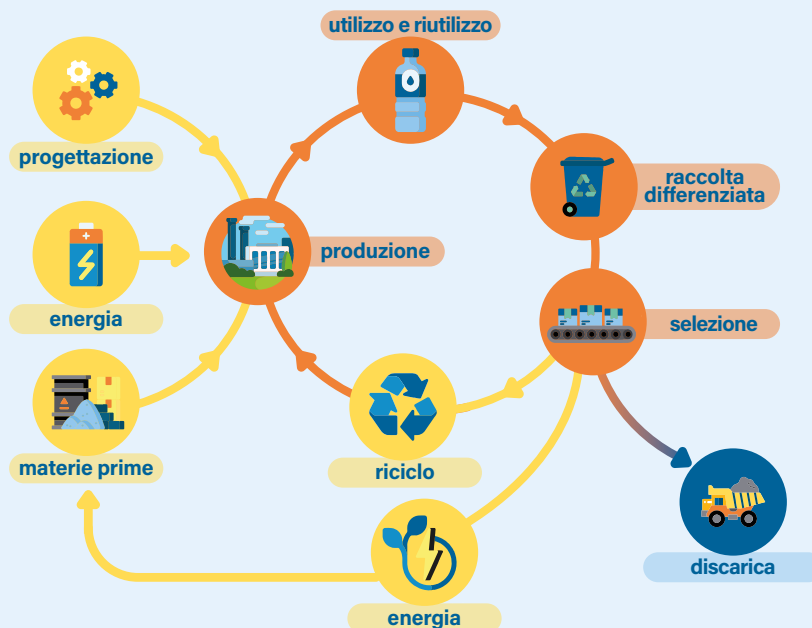 utilizzo e riutilizzo
progettazione
raccolta
differenziata
produzione
energia
selezione
materie prime
riciclo
discarica
energia